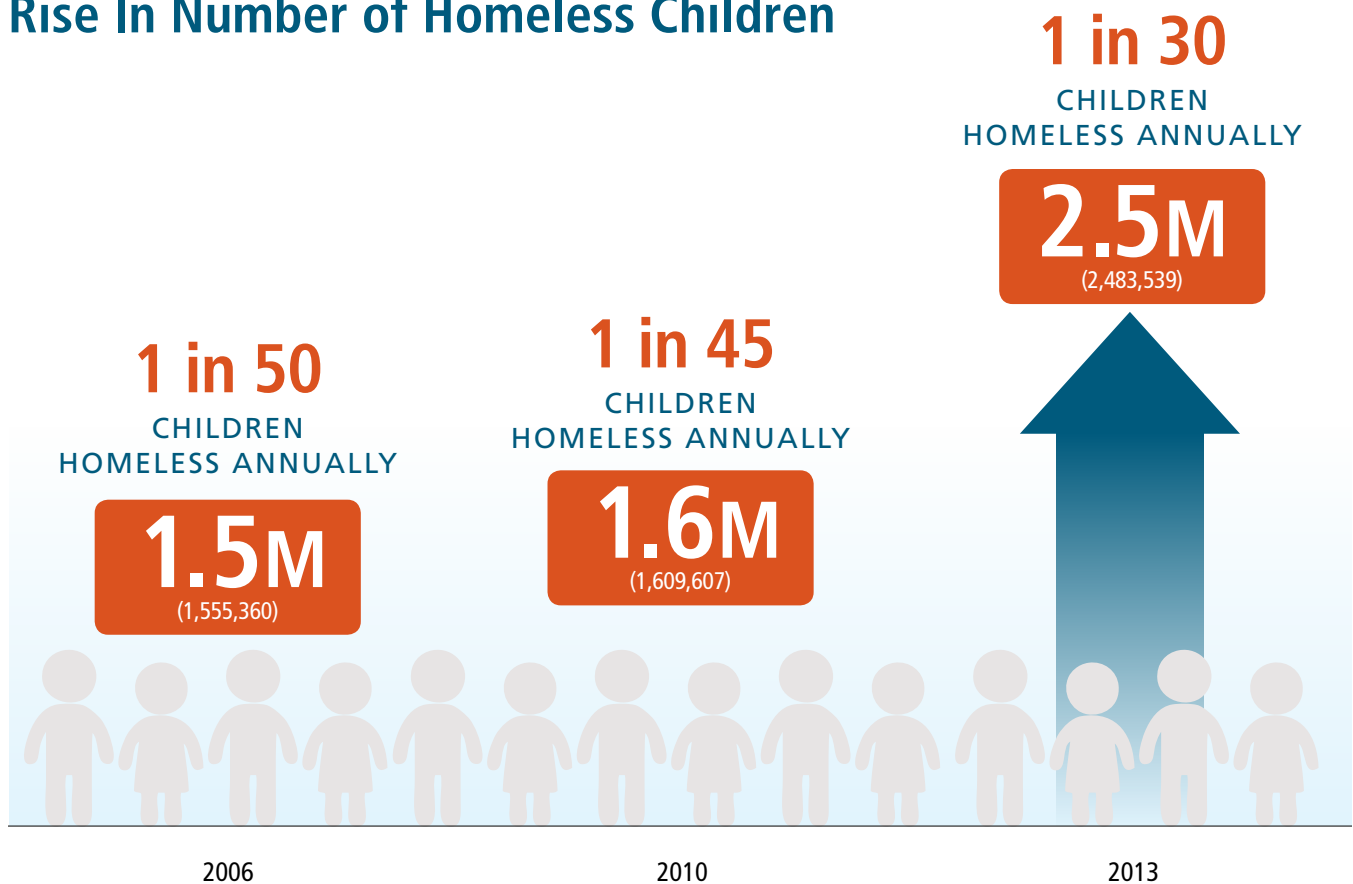 Rise In Number of Homeless Children
1 in 50
CHILDREN
HOMELESS ANNUALLY
1.5M
(1,555,360)
1 in 45
CHILDREN
HOMELESS ANNUALLY
1.6M
(1,609,607)
1 in 30
CHILDREN
HOMELESS ANNUALLY
2.5M
(2,483,539)
2006
2010
2013